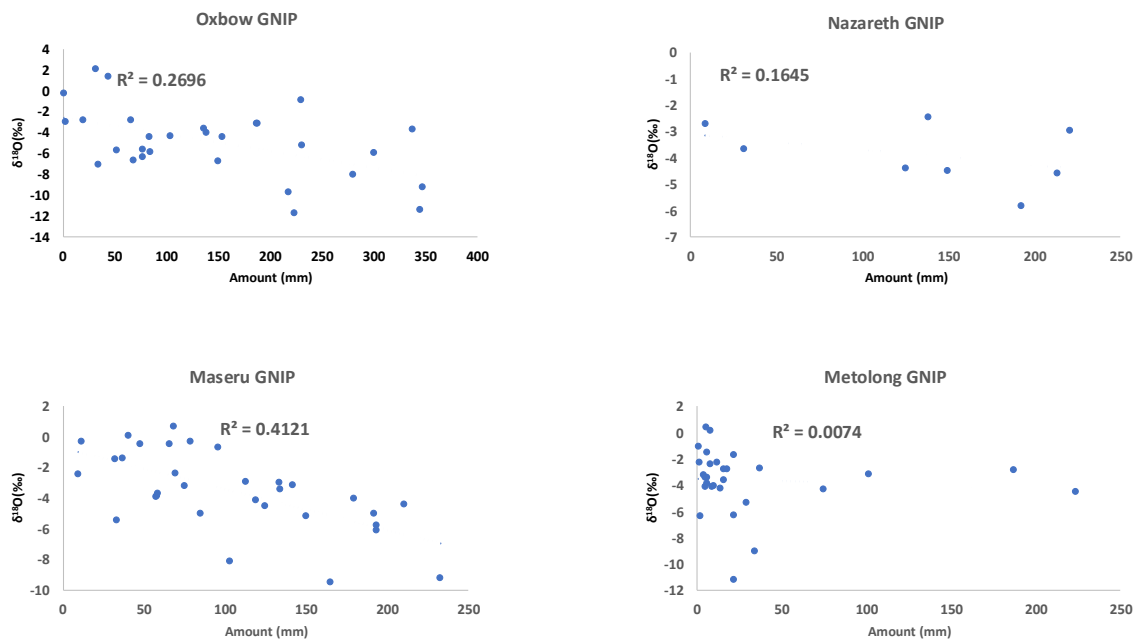 Oxbow GNIP
4
2
0
-2
-4
-6
-8
-10
-12
-14
δ¹⁸O(‰)
R² = 0.2696
0 50 100 150 200 250 300 350 400
Amount (mm)
Nazareth GNIP
0
-1
-2
-3
-4
-5
-6
-7
δ¹⁸O(‰)
R² = 0.1645
0 50 100 150 200 250
Amount (mm)
Maseru GNIP
2
0
-2
-4
-6
-8
-10
δ¹⁸O(‰)
R² = 0.4121
0 50 100 150 200 250
Amount (mm)
Metolong GNIP
2
0
-2
-4
-6
-8
-10
-12
δ¹⁸O(‰)
R² = 0.0074
0 50 100 150 200 250
Amount (mm)